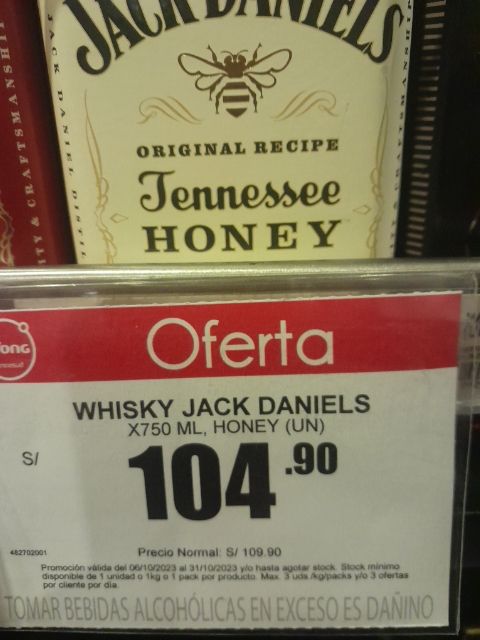 JACK DANIEL'S
ORIGINAL RECIPE
Tennessee
HONEY
Oferta
WHISKY JACK DANIELS
X750 ML, HONEY (UN)
S/ 104.90
Precio Normal: S/ 109.90
482702001
Promoción válida del 06/10/2023 al 31/10/2023 y/o hasta agotar stock. Stock mínimo
disponible de 1 unidad o 1kg o 1 pack por producto. Max. 3 uds./kg/packs y/o 3 ofertas
por cliente por día.
TOMAR BEBIDAS ALCOHÓLICAS EN EXCESO ES DAÑINO